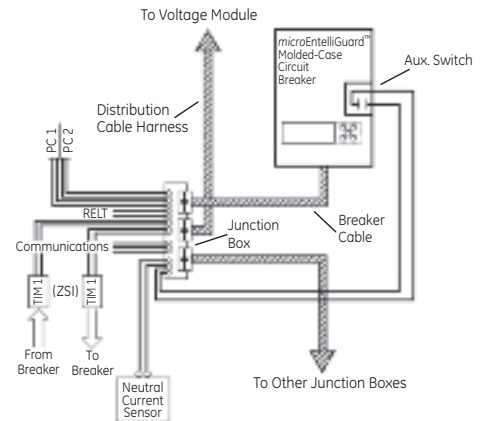 To Voltage Module
microEntelliGuard™
Molded-Case
Circuit
Breaker
Aux. Switch
Distribution
Cable Harness
PC 1
PC 2
RELT
Junction
Box
Breaker
Cable
Communications
TIM 1
(ZSI)
TIM 1
From
Breaker
To
Breaker
Neutral
Current
Sensor
To Other Junction Boxes